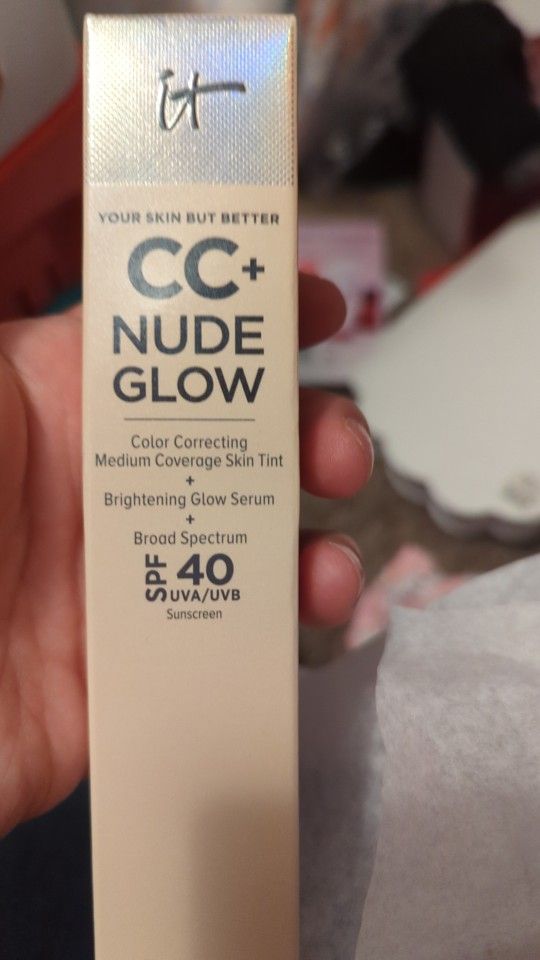 it
YOUR SKIN BUT BETTER
CC+
NUDE
GLOW
Color Correcting
Medium Coverage Skin Tint
+
Brightening Glow Serum
+
Broad Spectrum
SPF 40
UVA/UVB
Sunscreen